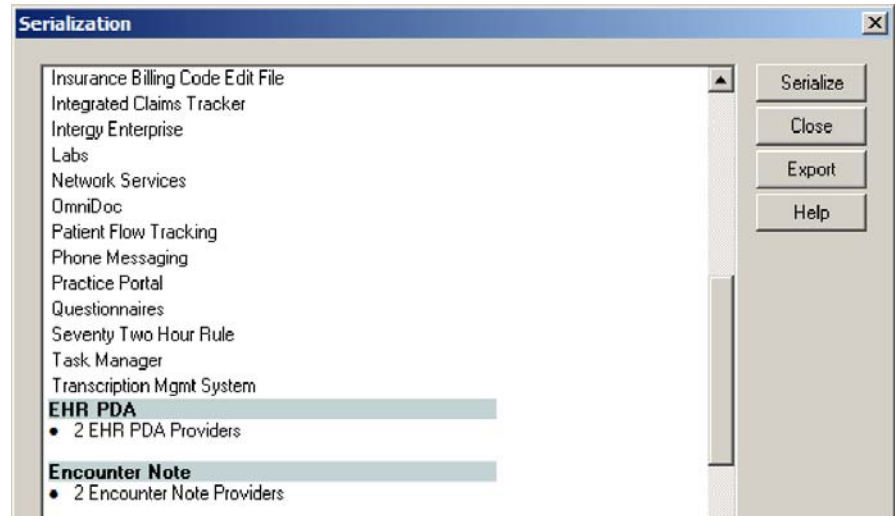 Serialization
Insurance Billing Code Edit File
Integrated Claims Tracker
Intergy Enterprise
Labs
Network Services
OmniDoc
Patient Flow Tracking
Phone Messaging
Practice Portal
Questionnaires
Seventy Two Hour Rule
Task Manager
Transcription Mgmt System
EHR PDA
• 2 EHR PDA Providers
Encounter Note
• 2 Encounter Note Providers
Serialize
Close
Export
Help